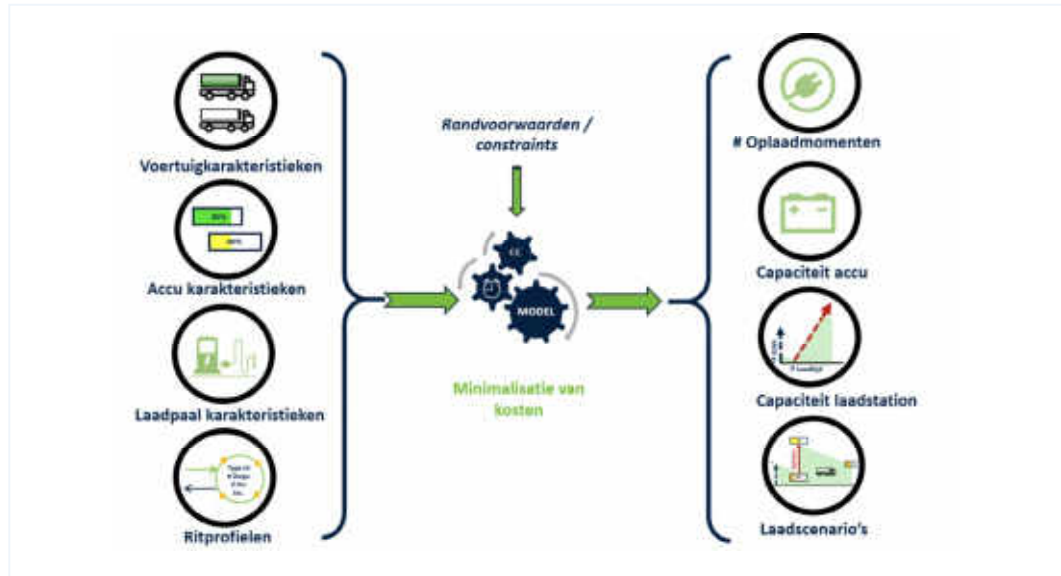 Voertuigkarakteristieken
Accu karakteristieken
Laadpaal karakteristieken
Ritprofielen
Randvoorwaarden /
constraints
MODEL
Minimalisatie van
kosten
# Oplaadmomenten
Capaciteit accu
Capaciteit laadstation
Laadscenario's